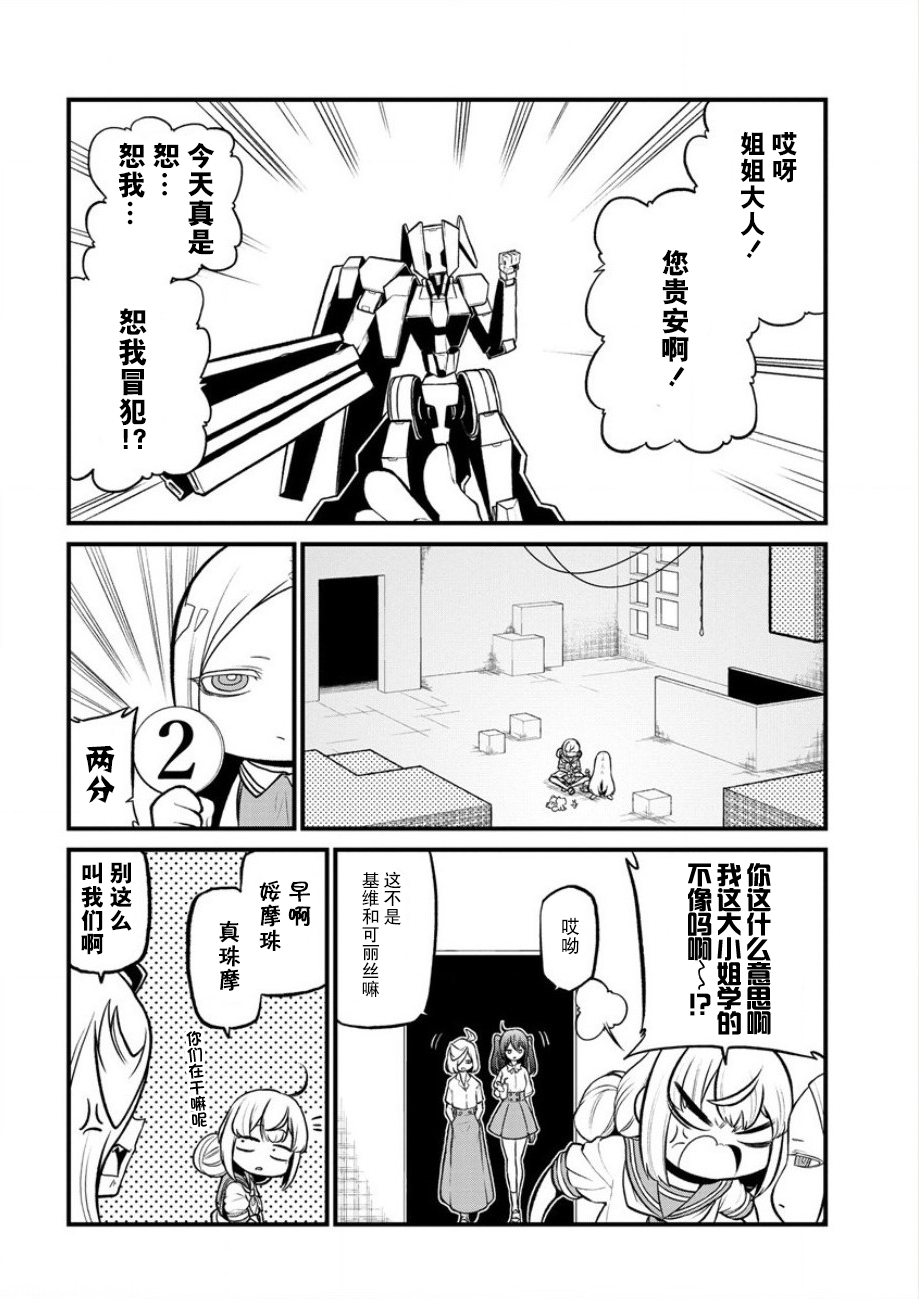 哎呀
姐姐大人！
您贵安啊！
今天真是
恕…
恕我…
恕我冒犯!?
2
两分
你这什么意思啊
我这大小姐学的
不像吗啊～!?
哎呦
这不是
基维和可丽丝嘛
早啊
婑摩珠
真珠摩
你们在干嘛呢
别这么
叫我们啊